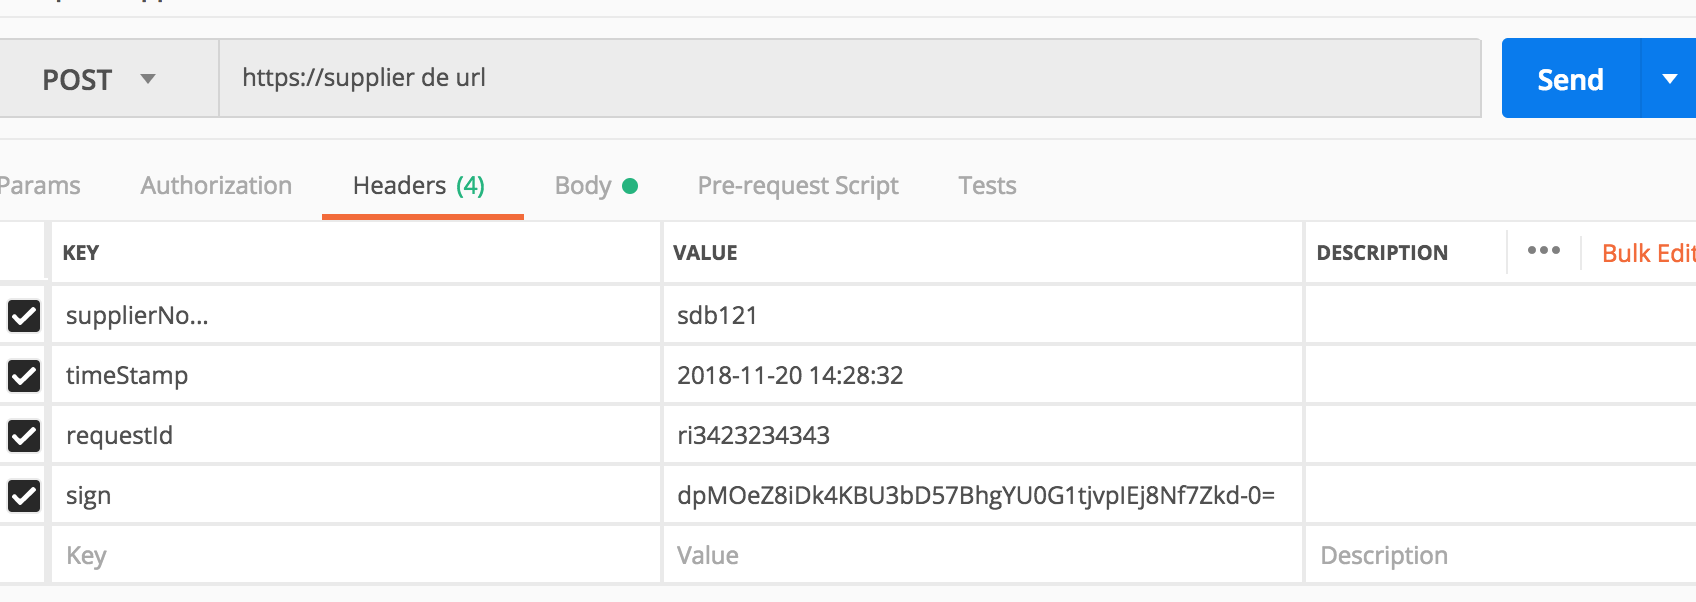 POST https://supplier de url Send
Params Authorization Headers (4) Body Pre-request Script Tests
KEY VALUE DESCRIPTION ••• Bulk Edit
supplierNo... sdb121
timeStamp 2018-11-20 14:28:32
requestId ri3423234343
sign dpMOeZ8iDk4KBU3bD57BhgYU0G1tjvpIEj8Nf7Zkd-0=
Key Value Description